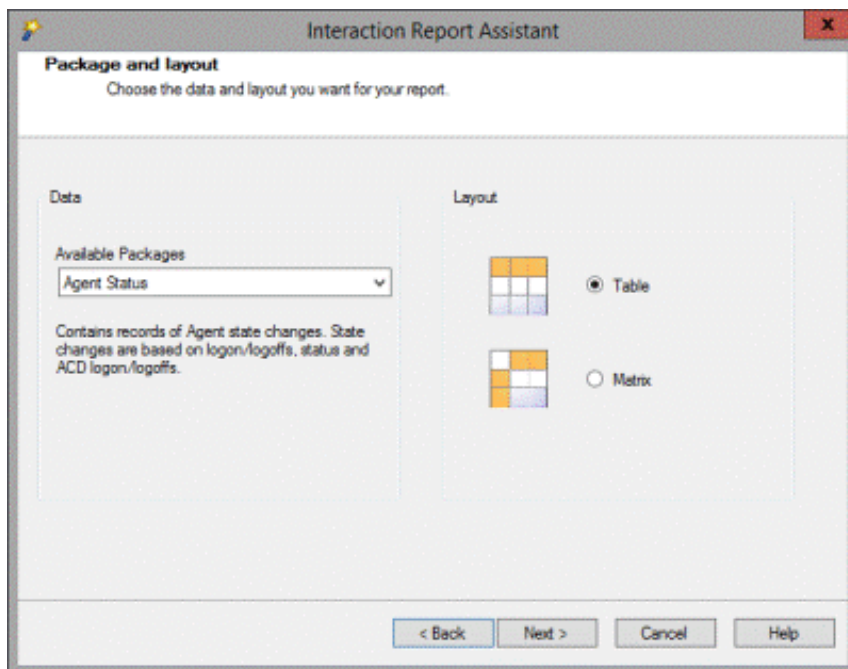 Interaction Report Assistant
x
Package and layout
Choose the data and layout you want for your report.
Data
Available Packages
Agent Status
Contains records of Agent state changes. State
changes are based on logon/logoffs, status and
ACD logon/logoffs.
Layout
Table
Matrix
< Back
Next >
Cancel
Help